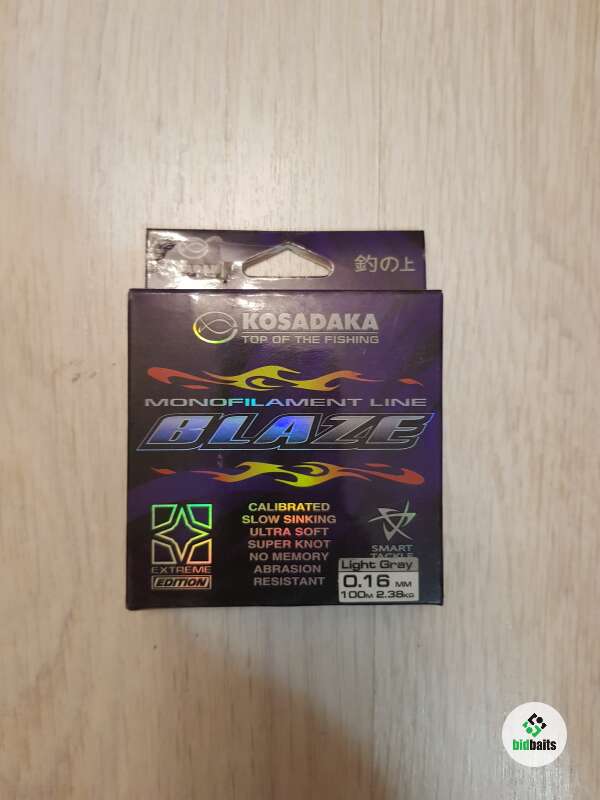 釣の上
KOSADAKA
TOP OF THE FISHING
MONOFILAMENT LINE
BLAZE
EXTREME
EDITION
CALIBRATED
SLOW SINKING
ULTRA SOFT
SUPER KNOT
NO MEMORY
ABRASION
RESISTANT
SMART
TACKLE
Light Gray
0.16 MM
100M 2.38KG
bidbaits